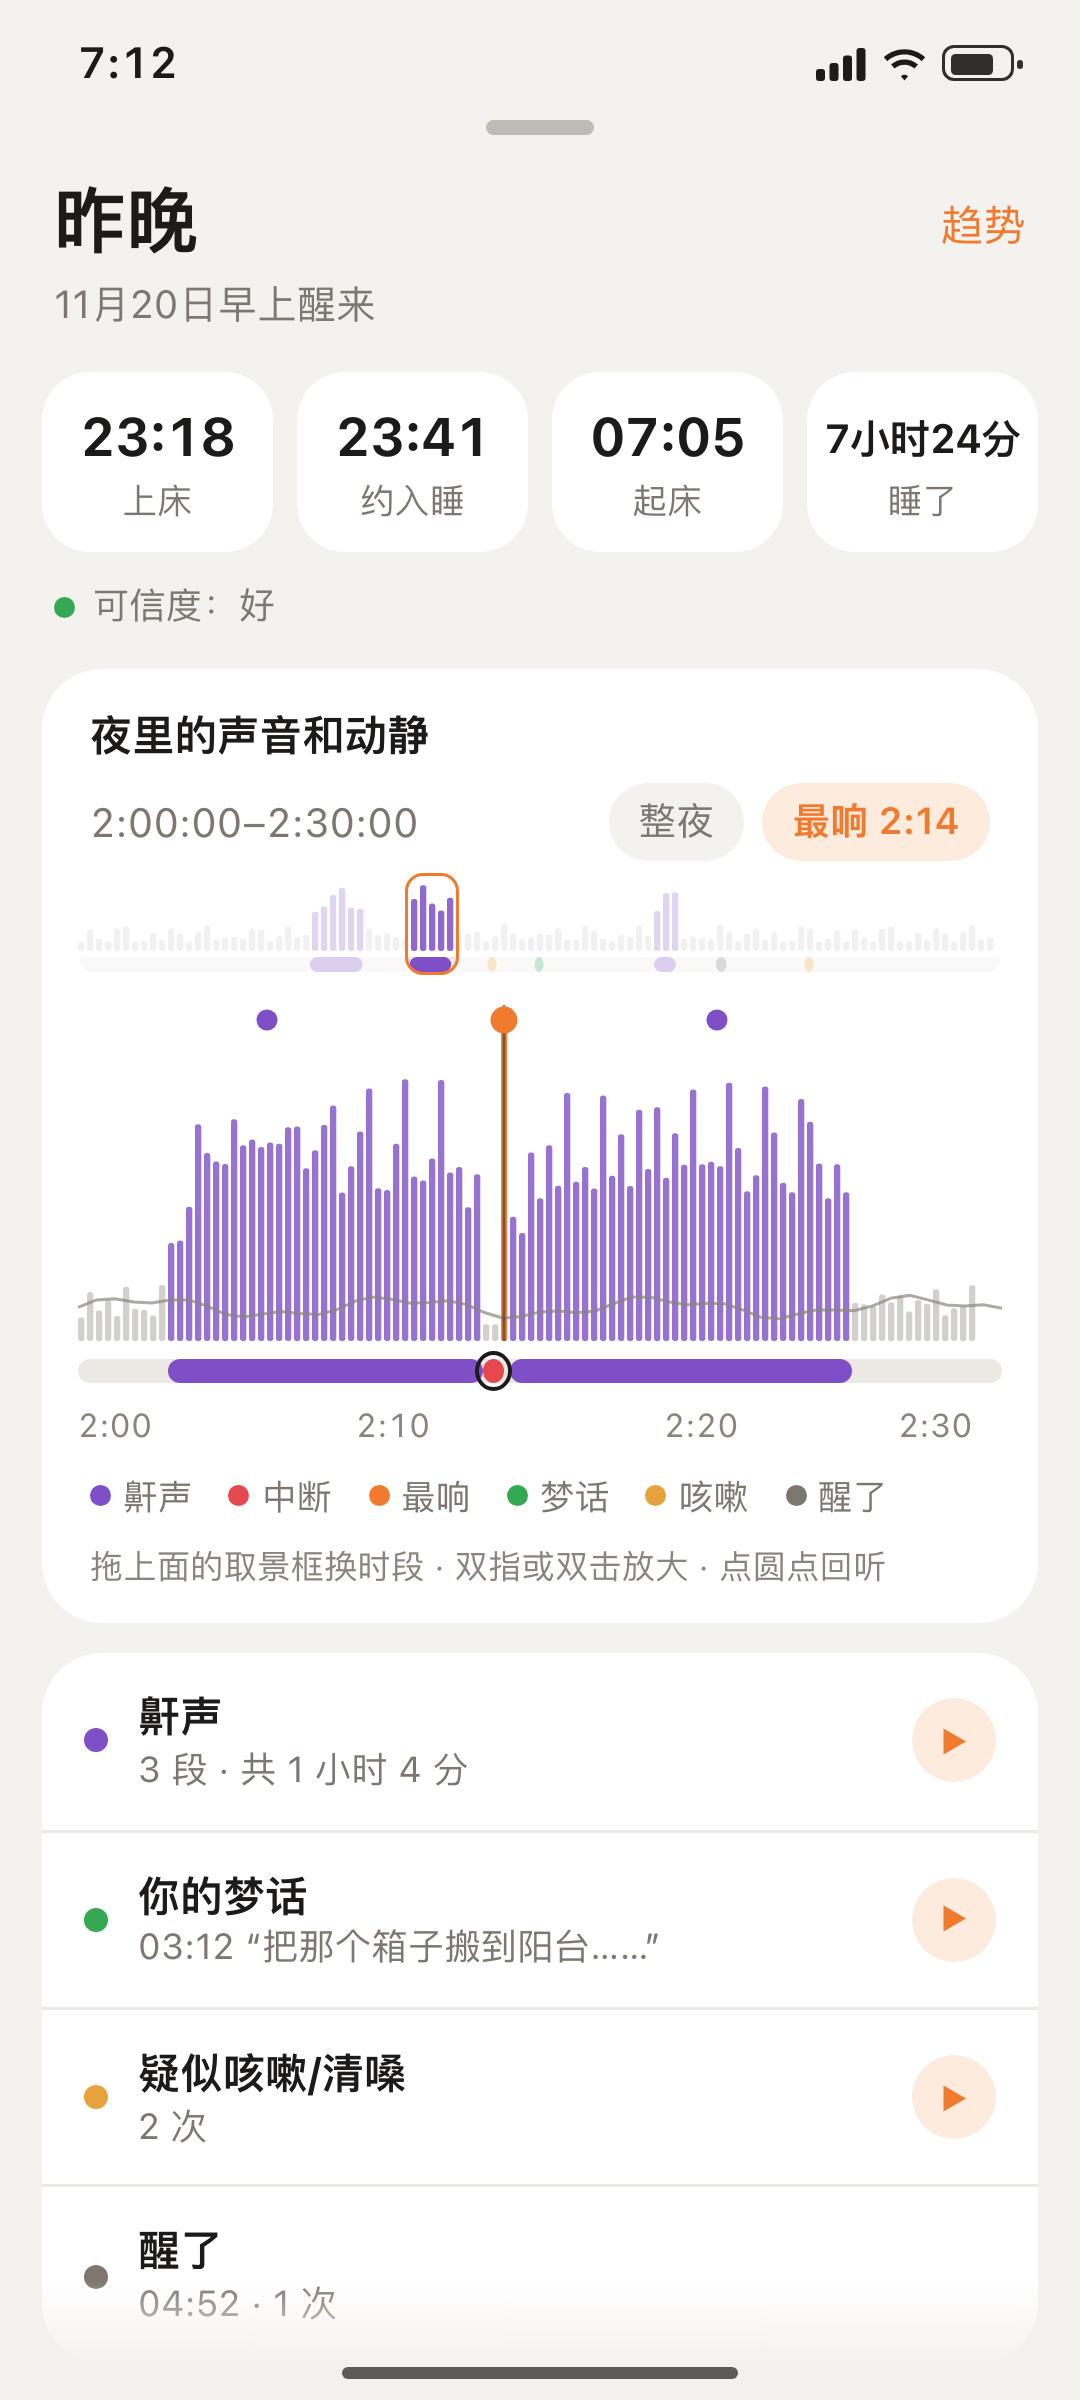 7:12
昨晚
趋势
11月20日早上醒来
23:18
上床
23:41
约入睡
07:05
起床
7小时24分
睡了
可信度：好
夜里的声音和动静
2:00:00–2:30:00
整夜
最响 2:14
2:00 2:10 2:20 2:30
鼾声 中断 最响 梦话 咳嗽 醒了
拖上面的取景框换时段 · 双指或双击放大 · 点圆点回听
鼾声
3 段 · 共 1 小时 4 分
你的梦话
03:12 “把那个箱子搬到阳台……”
疑似咳嗽/清嗓
2 次
醒了
04:52 · 1 次